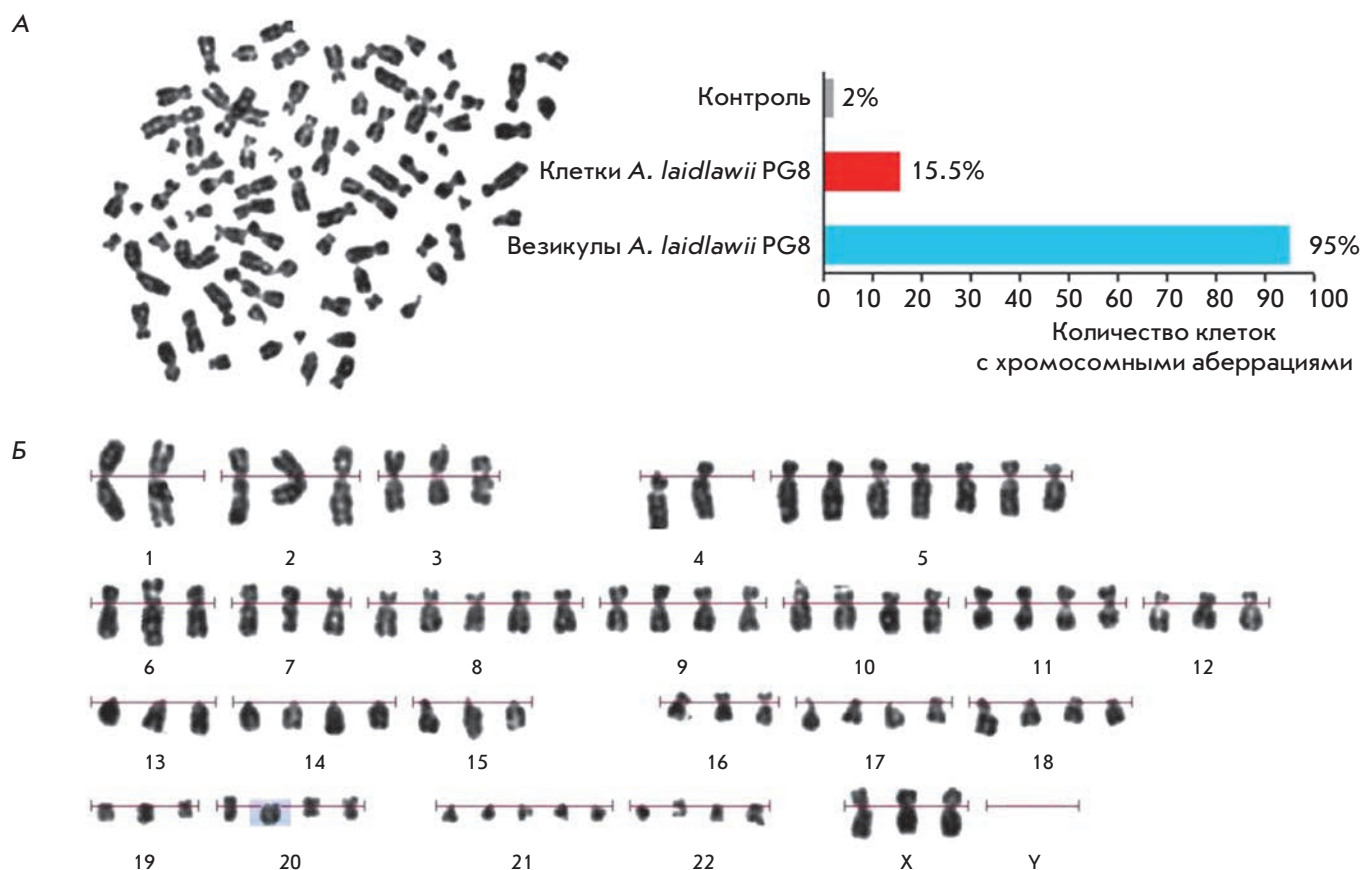 А
Контроль 2%
Клетки A. laidlawii PG8 15.5%
Везикулы A. laidlawii PG8 95%
0 10 20 30 40 50 60 70 80 90 100
Количество клеток
с хромосомными аберрациями
Б
1 2 3 4 5
6 7 8 9 10 11 12
13 14 15 16 17 18
19 20 21 22 X Y